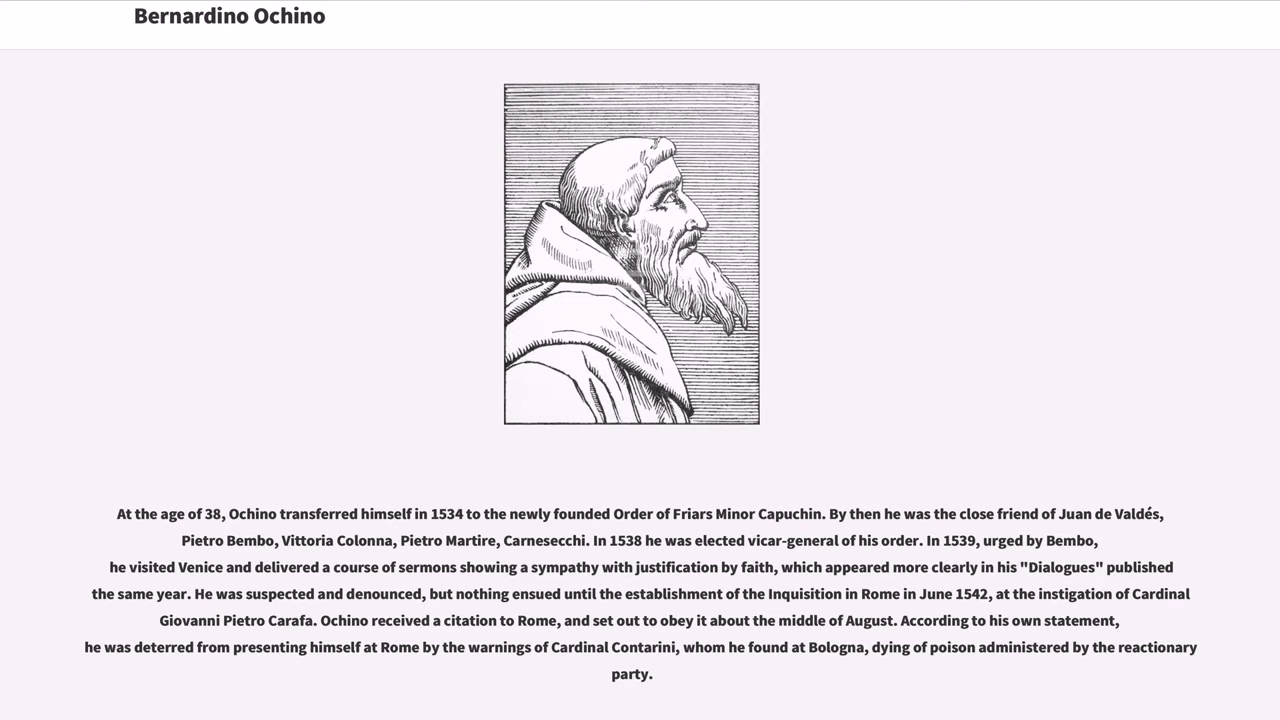 Bernardino Ochino
At the age of 38, Ochino transferred himself in 1534 to the newly founded Order of Friars Minor Capuchin. By then he was the close friend of Juan de Valdés,
Pietro Bembo, Vittoria Colonna, Pietro Martire, Carnesecchi. In 1538 he was elected vicar-general of his order. In 1539, urged by Bembo,
he visited Venice and delivered a course of sermons showing a sympathy with justification by faith, which appeared more clearly in his "Dialogues" published
the same year. He was suspected and denounced, but nothing ensued until the establishment of the Inquisition in Rome in June 1542, at the instigation of Cardinal
Giovanni Pietro Carafa. Ochino received a citation to Rome, and set out to obey it about the middle of August. According to his own statement,
he was deterred from presenting himself at Rome by the warnings of Cardinal Contarini, whom he found at Bologna, dying of poison administered by the reactionary
party.